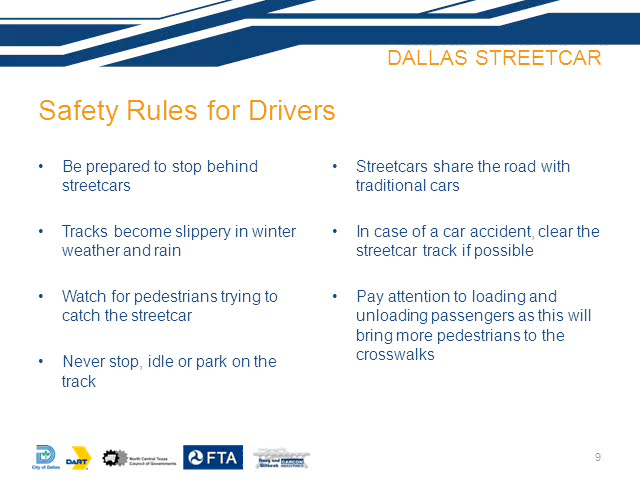 DALLAS STREETCAR
Safety Rules for Drivers
• Be prepared to stop behind
streetcars
• Tracks become slippery in winter
weather and rain
• Watch for pedestrians trying to
catch the streetcar
• Never stop, idle or park on the
track
• Streetcars share the road with
traditional cars
• In case of a car accident, clear the
streetcar track if possible
• Pay attention to loading and
unloading passengers as this will
bring more pedestrians to the
crosswalks
City of Dallas
DART
North Central Texas
Council of Governments
FTA
9